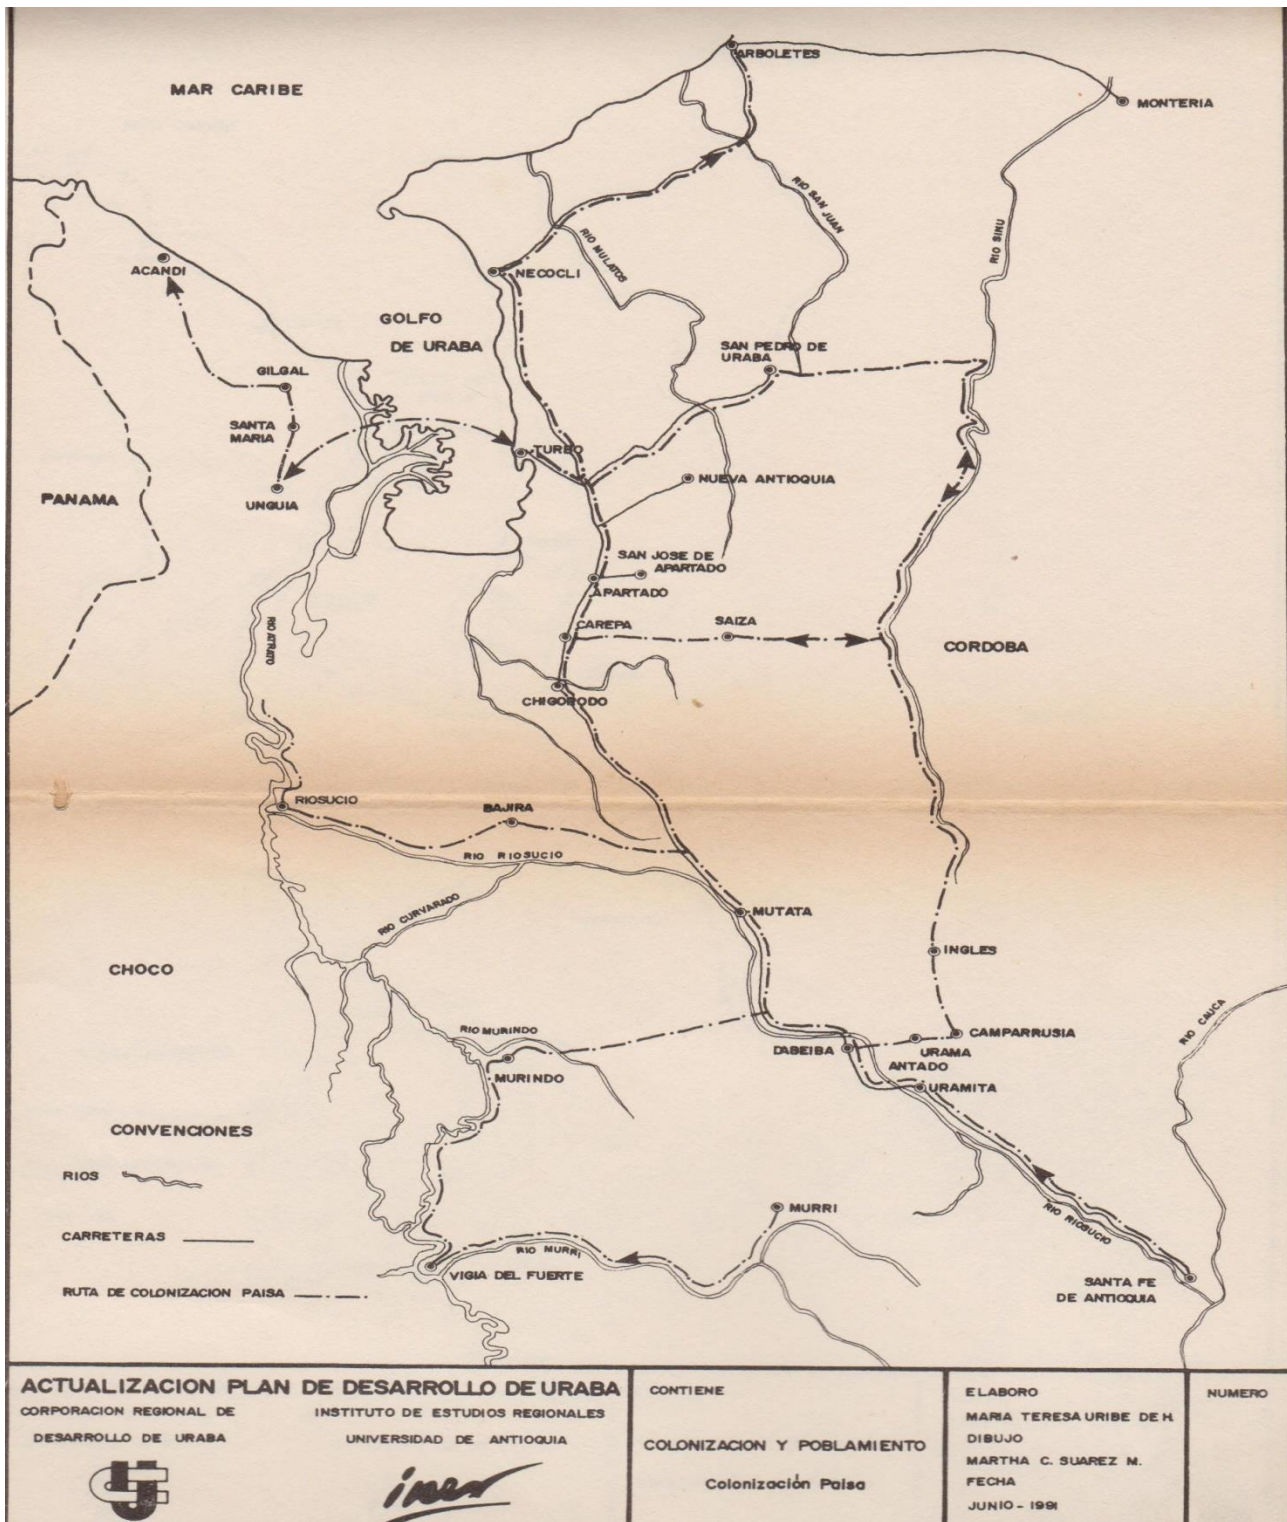 ARBOLETES
MAR CARIBE
MONTERIA
RIO SAN JUAN
RIO SINU
RIO MULATOS
ACANDI
NECOCLI
GOLFO
DE URABA
SAN PEDRO DE
URABA
GILGAL
SANTA
MARIA
TURBO
NUEVA ANTIOQUIA
PANAMA
UNGUIA
SAN JOSE DE
APARTADO
APARTADO
RIO ATRATO
CAREPA
SAIZA
CORDOBA
CHIGORODO
RIOSUCIO
BAJIRA
RIO RIOSUCIO
RIO CURVARADO
MUTATA
INGLES
CHOCO
RIO CAUCA
RIO MURINDO
CAMPARRUSIA
DABEIBA
URAMA
ANTADO
MURINDO
URAMITA
CONVENCIONES
RIOS
MURRI
RIO RIOSUCIO
CARRETERAS
RIO MURRI
VIGIA DEL FUERTE
SANTA FE
DE ANTIOQUIA
RUTA DE COLONIZACION PAISA
ACTUALIZACION PLAN DE DESARROLLO DE URABA
CORPORACION REGIONAL DE
DESARROLLO DE URABA
INSTITUTO DE ESTUDIOS REGIONALES
UNIVERSIDAD DE ANTIOQUIA
iner
CONTIENE
COLONIZACION Y POBLAMIENTO
Colonización Paisa
ELABORO
MARIA TERESA URIBE DE H.
DIBUJO
MARTHA C. SUAREZ M.
FECHA
JUNIO - 1991
NUMERO